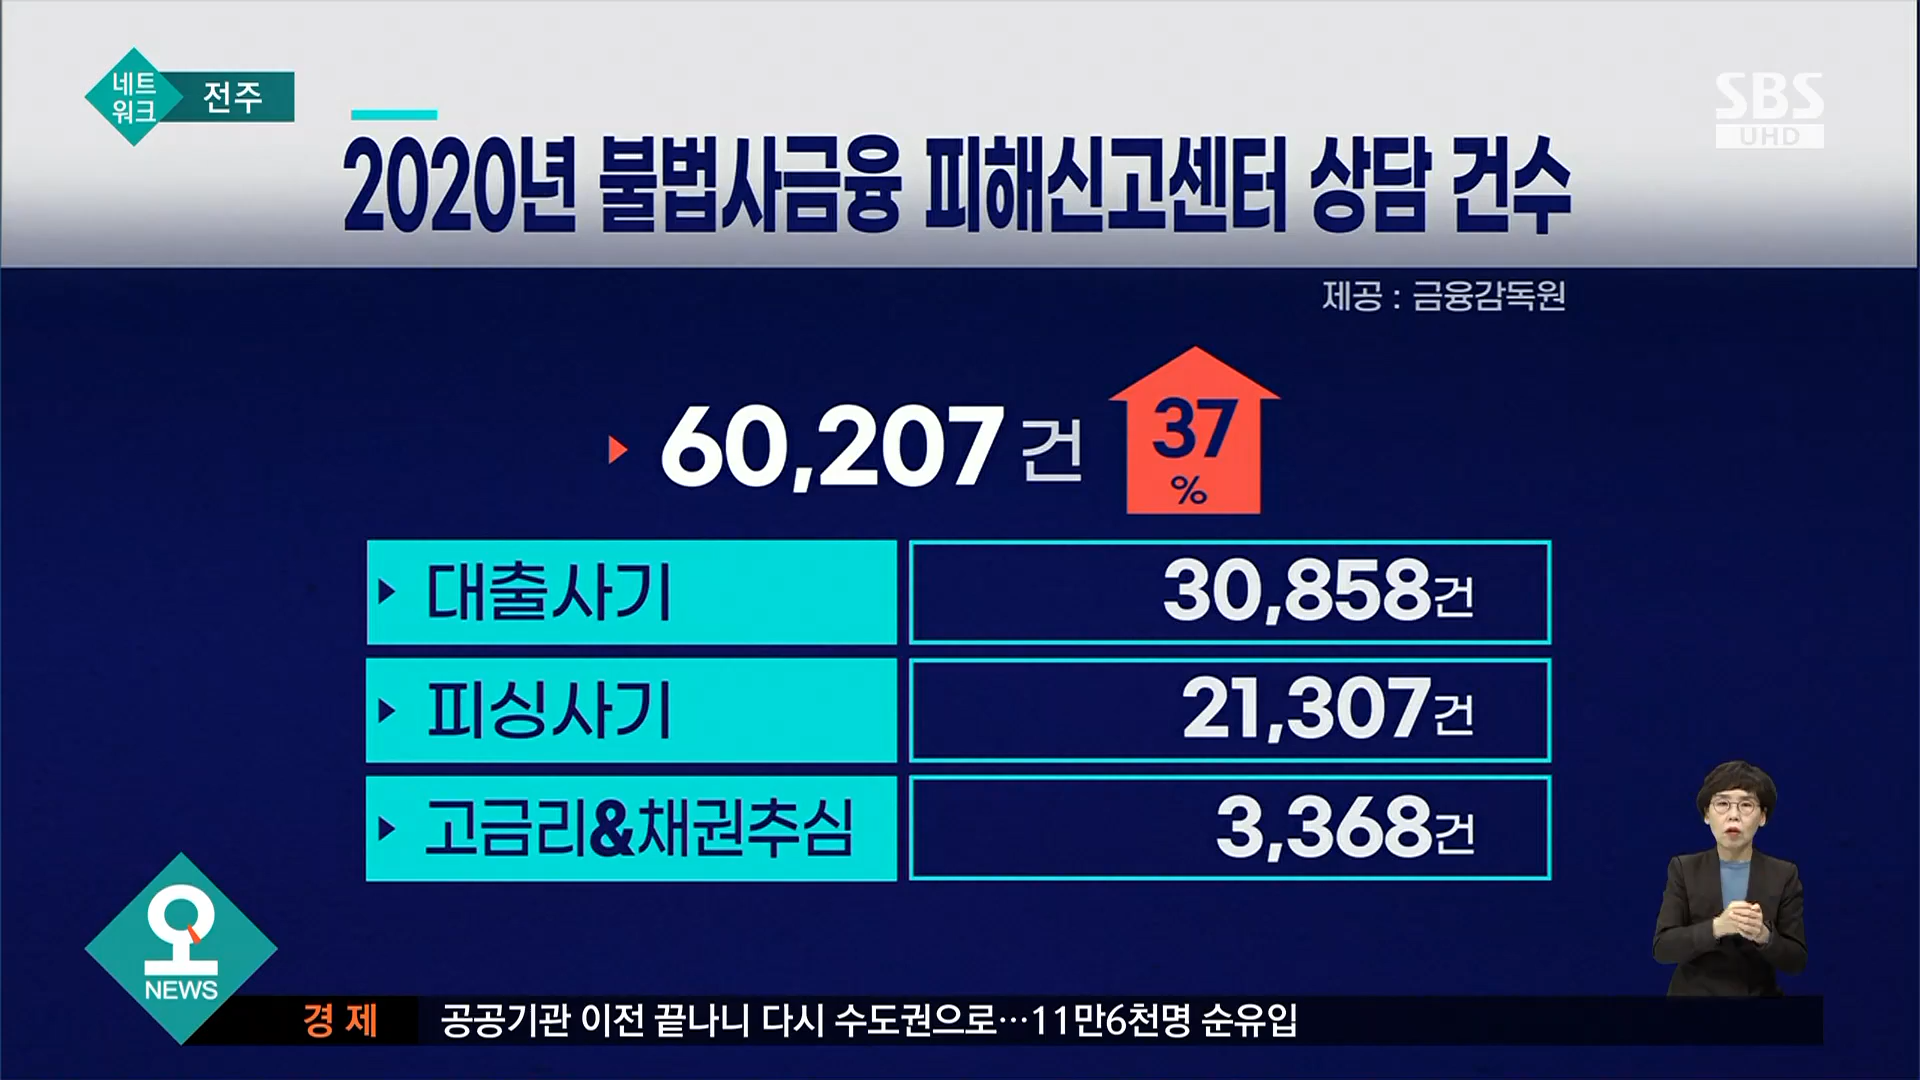 네트
워크
전주
SBS
UHD
2020년 불법사금융 피해신고센터 상담 건수
제공 : 금융감독원
60,207 건
37
%
대출사기
30,858건
피싱사기
21,307건
고금리&채권추심
3,368건
오
NEWS
경제
공공기관 이전 끝나니 다시 수도권으로…11만6천명 순유입